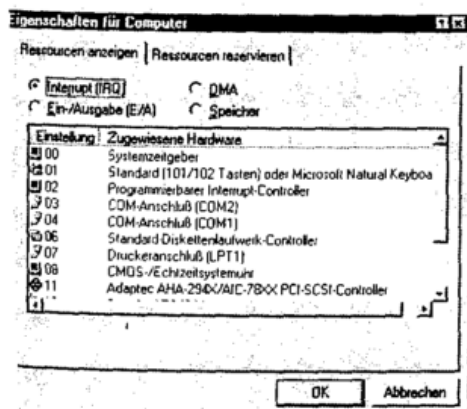 Eigenschaften für Computer
Ressourcen anzeigen Ressourcen reservieren
Interrupt (IRQ) DMA
Ein-/Ausgabe (E/A) Speicher
Einstellung Zugewiesene Hardware
00 Systemzeitgeber
01 Standard (101/102 Tasten) oder Microsoft Natural Keyboa
02 Programmierbarer Interrupt-Controller
03 COM-Anschluß (COM2)
04 COM-Anschluß (COM1)
06 Standard-Diskettenlaufwerk-Controller
07 Druckeranschluß (LPT1)
08 CMOS-/Echtzeitsystemuhr
11 Adaptec AHA-294X/AIC-78XX PCI-SCSI-Controller
OK Abbrechen